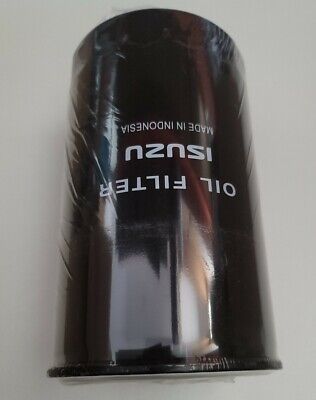 OIL FILTER
ISUZU
MADE IN INDONESIA